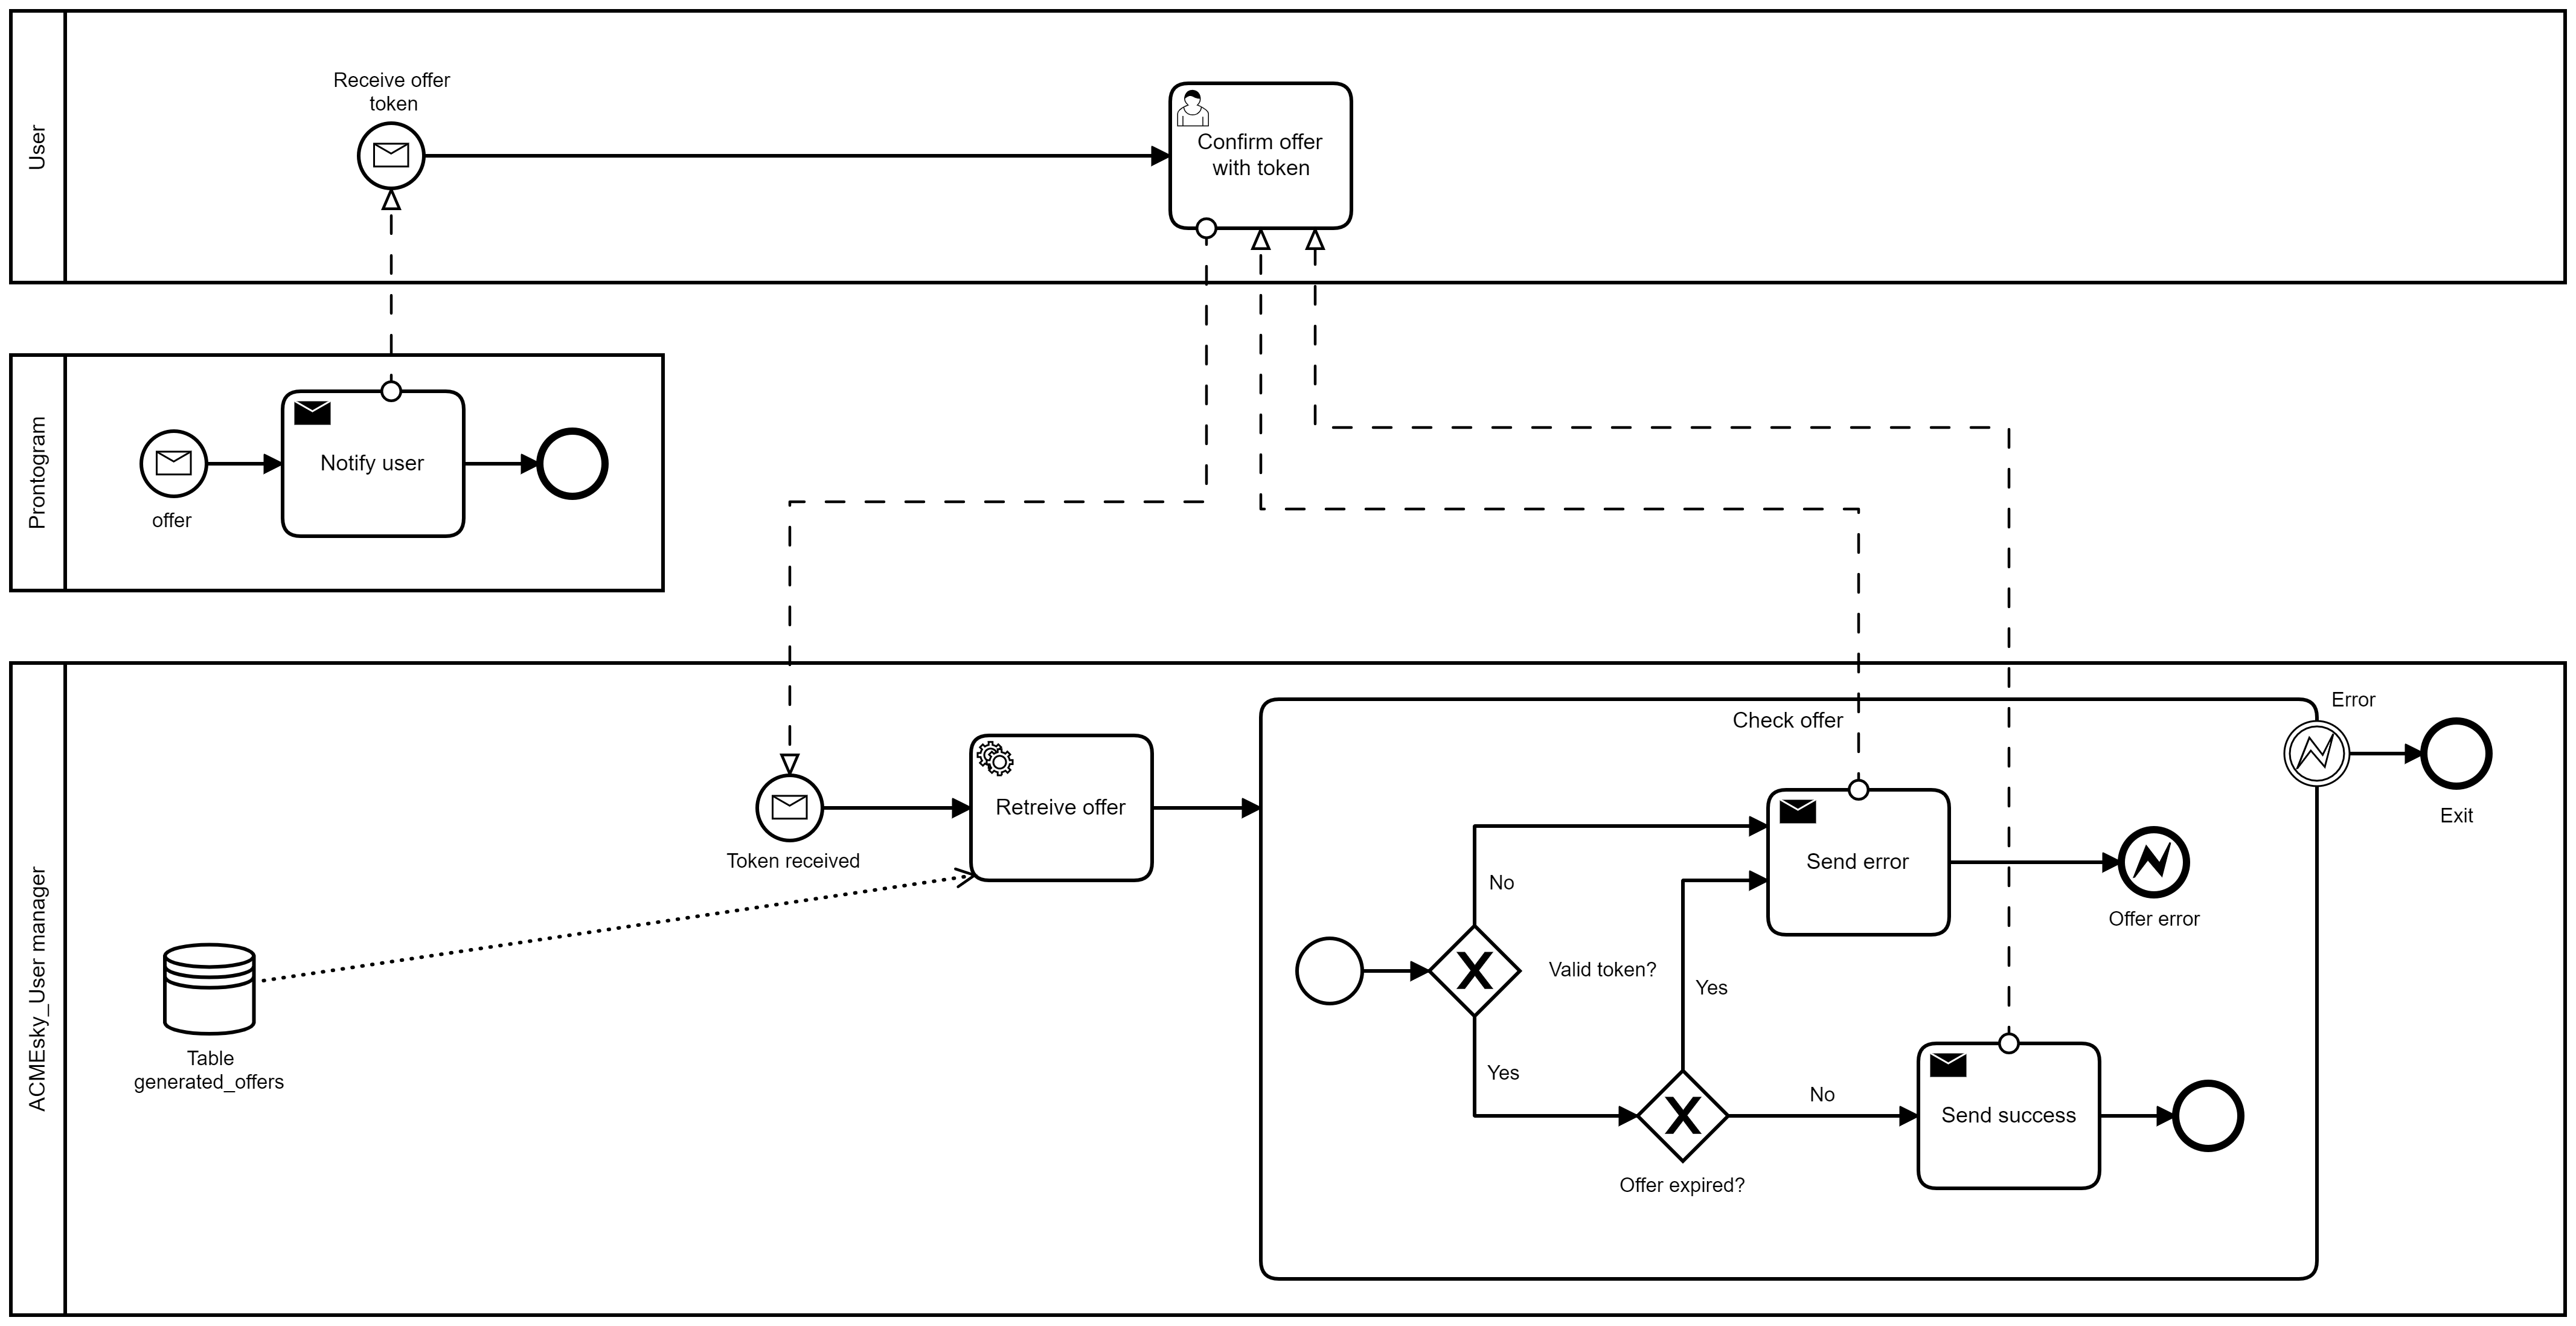 User
Receive offer
token
Confirm offer
with token
Prontogram
offer
Notify user
ACMEsky_User manager
Table
generated_offers
Token received
Retreive offer
Check offer
Error
Exit
No
Valid token?
Yes
Send error
Offer error
Yes
Offer expired?
No
Send success